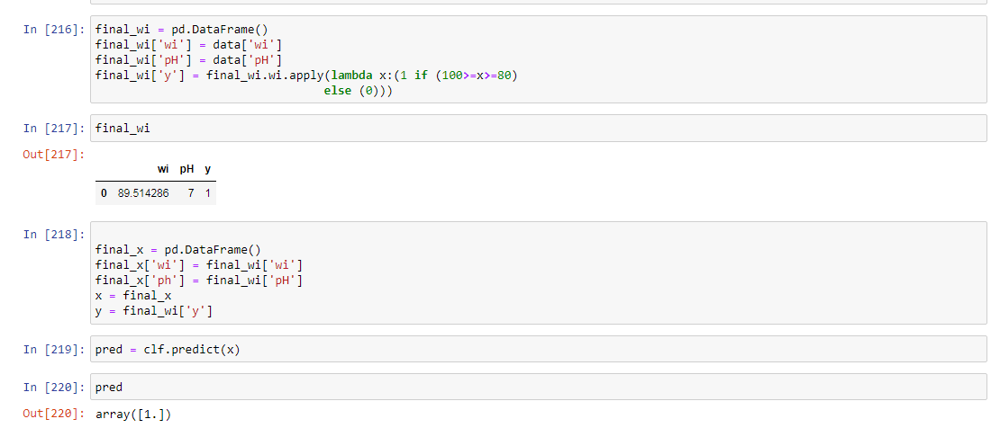 In [216]: final_wi = pd.DataFrame()
final_wi['wi'] = data['wi']
final_wi['pH'] = data['pH']
final_wi['y'] = final_wi.wi.apply(lambda x:(1 if (100>=x>=80)
else (0)))
In [217]: final_wi
Out[217]:
wi pH y
0 89.514286 7 1
In [218]:
final_x = pd.DataFrame()
final_x['wi'] = final_wi['wi']
final_x['ph'] = final_wi['pH']
x = final_x
y = final_wi['y']
In [219]: pred = clf.predict(x)
In [220]: pred
Out[220]: array([1.])